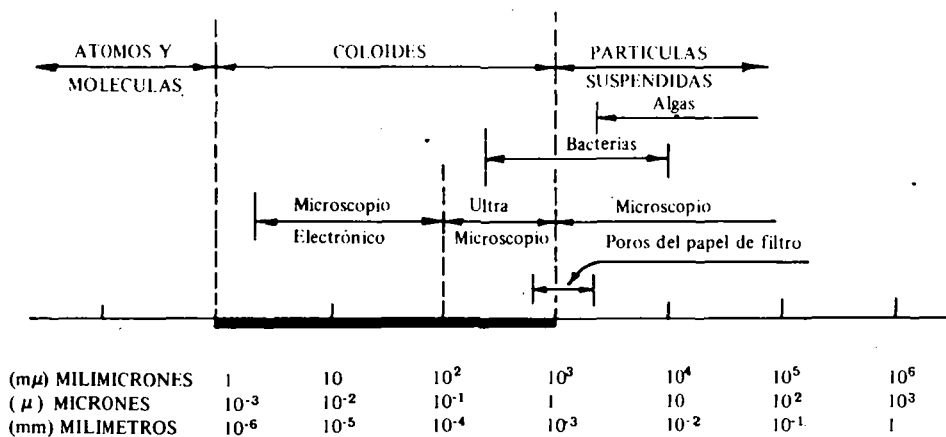 ATOMOS Y COLOIDES PARTICULAS
MOLECULAS SUSPENDIDAS
Algas
Bacterias
Microscopio Ultra Microscopio
Electrónico Microscopio
Poros del papel de filtro
(mμ) MILIMICRONES 1 10 10² 10³ 10⁴ 10⁵ 10⁶
(μ) MICRONES 10⁻³ 10⁻² 10⁻¹ 1 10 10² 10³
(mm) MILIMETROS 10⁻⁶ 10⁻⁵ 10⁻⁴ 10⁻³ 10⁻² 10⁻¹ 1